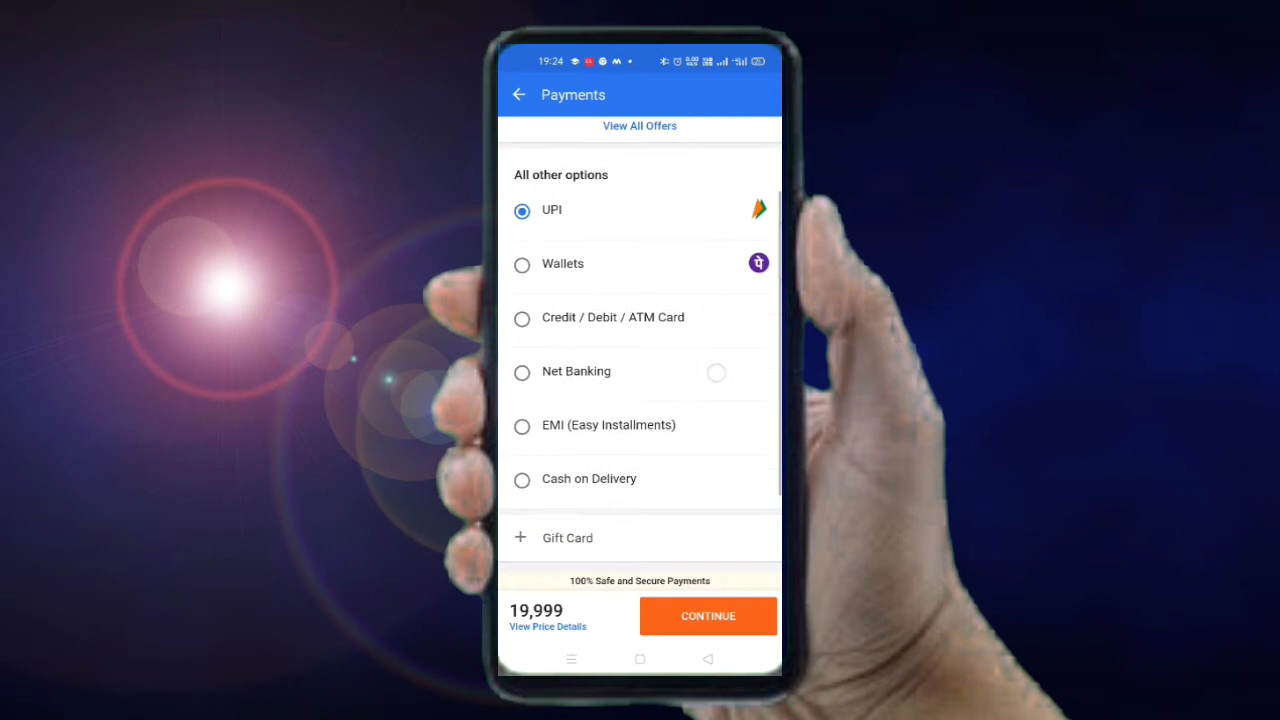 19:24
Payments
View All Offers
All other options
UPI
Wallets
पे
Credit / Debit / ATM Card
Net Banking
EMI (Easy Installments)
Cash on Delivery
+ Gift Card
100% Safe and Secure Payments
19,999
View Price Details
CONTINUE